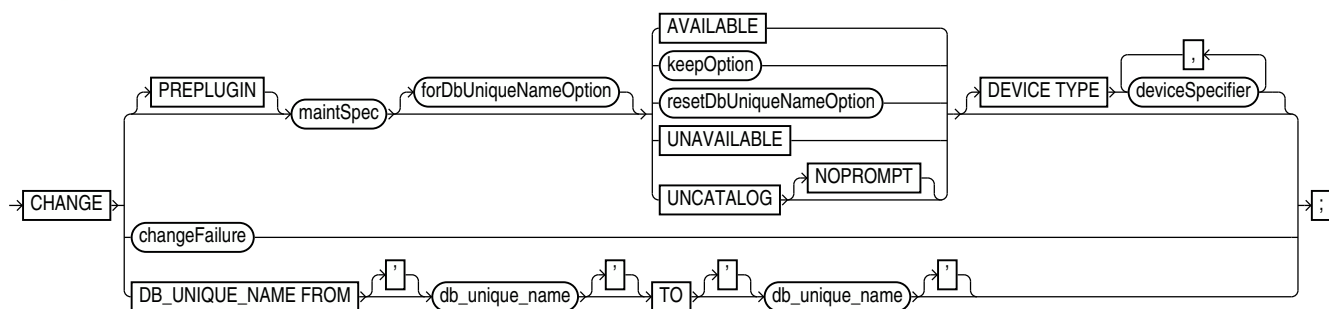 AVAILABLE
,
PREPLUGIN forDbUniqueNameOption keepOption DEVICE TYPE deviceSpecifier
maintSpec resetDbUniqueNameOption
UNAVAILABLE
NOPROMPT
CHANGE UNCATALOG ;
changeFailure
' ' ' '
DB_UNIQUE_NAME FROM db_unique_name TO db_unique_name